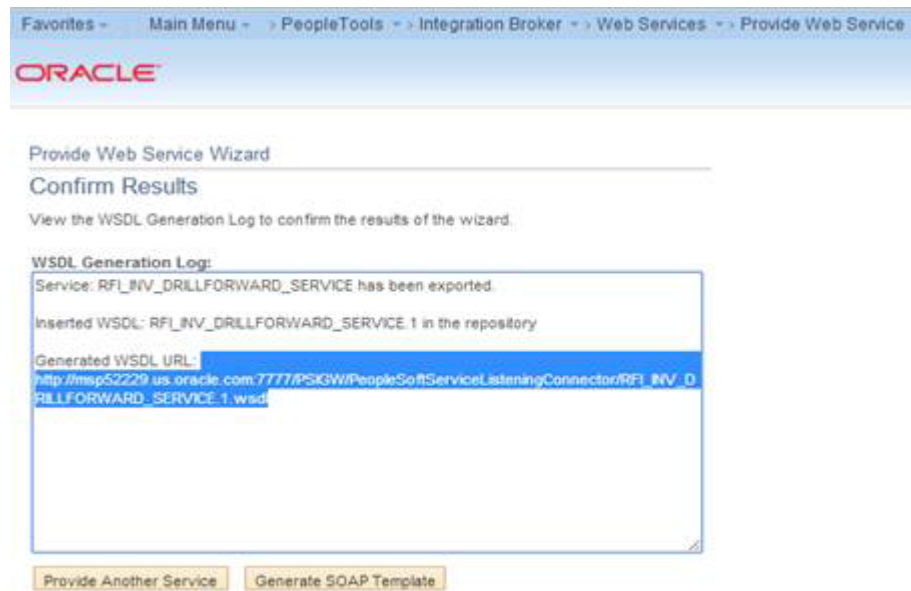 Favorites Main Menu > PeopleTools > Integration Broker > Web Services > Provide Web Service
ORACLE
Provide Web Service Wizard
Confirm Results
View the WSDL Generation Log to confirm the results of the wizard.
WSDL Generation Log:
Service: RFI_INV_DRILLFORWARD_SERVICE has been exported.
Inserted WSDL: RFI_INV_DRILLFORWARD_SERVICE.1 in the repository
Generated WSDL URL:
http://msp52229.us.oracle.com:7777/PSIGW/PeopleSoftServiceListeningConnector/RFI_INV_D
RILLFORWARD_SERVICE.1.wsdl
Provide Another Service Generate SOAP Template